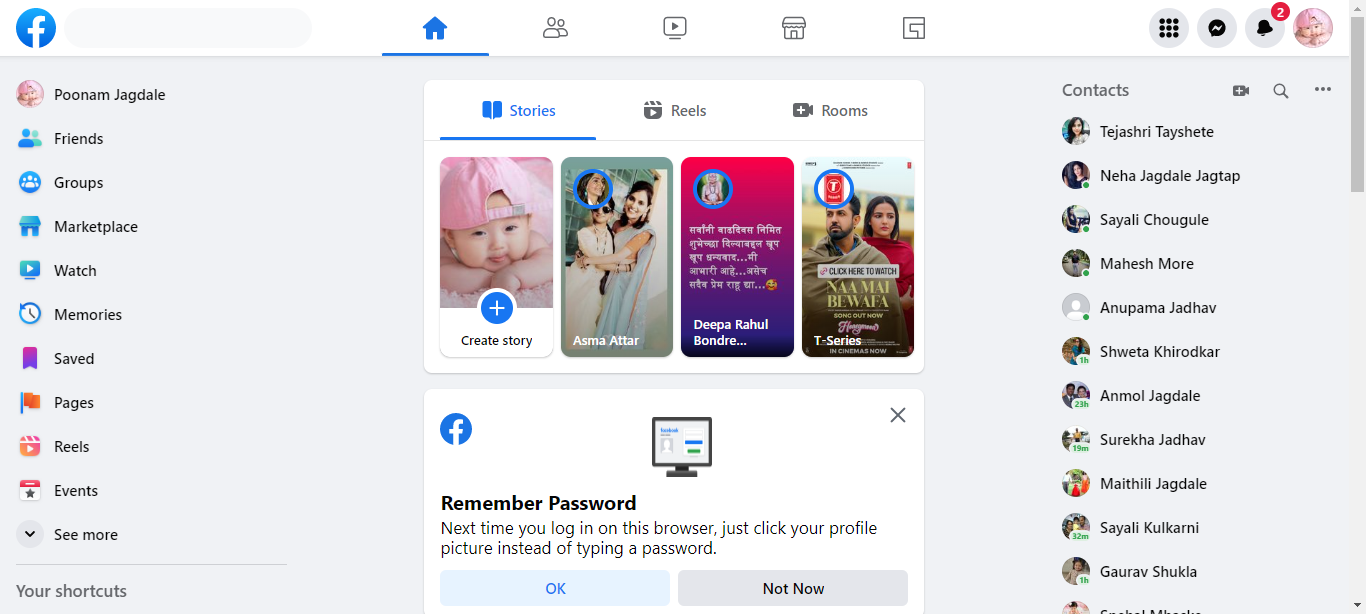 2
Poonam Jagdale
Friends
Groups
Marketplace
Watch
Memories
Saved
Pages
Reels
Events
See more
Your shortcuts
Stories
Reels
Rooms
Create story
Asma Attar
सर्वांनी वाढदिवस निमित
शुभेच्छा दिल्याबद्दल खूप
खूप धन्यवाद...मी
आभारी आहे...असेच
सदैव प्रेम राहू द्या...🥰
Deepa Rahul
Bondre...
CLICK HERE TO WATCH
NAA MAI
BEWAFA
SONG OUT NOW
Honeymoon
T-Series
IN CINEMAS NOW
facebook
Remember Password
Next time you log in on this browser, just click your profile
picture instead of typing a password.
OK
Not Now
Contacts
Tejashri Tayshete
Neha Jagdale Jagtap
Sayali Chougule
Mahesh More
Anupama Jadhav
Shweta Khirodkar
1h
Anmol Jagdale
23h
Surekha Jadhav
19m
Maithili Jagdale
Sayali Kulkarni
32m
Gaurav Shukla
1h